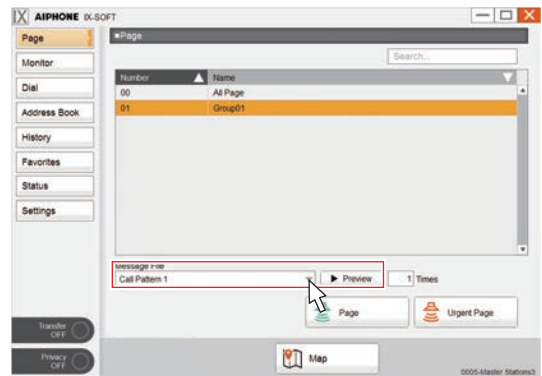 IX AIPHONE IX-SOFT
Page
Monitor
Dial
Address Book
History
Favorites
Status
Settings
Transfer
OFF
Privacy
OFF
■Page
Search...
Number Name
00 All Page
01 Group01
Message File
Call Pattern 1 Preview 1 Times
Page Urgent Page
Map
0005-Master Stations3